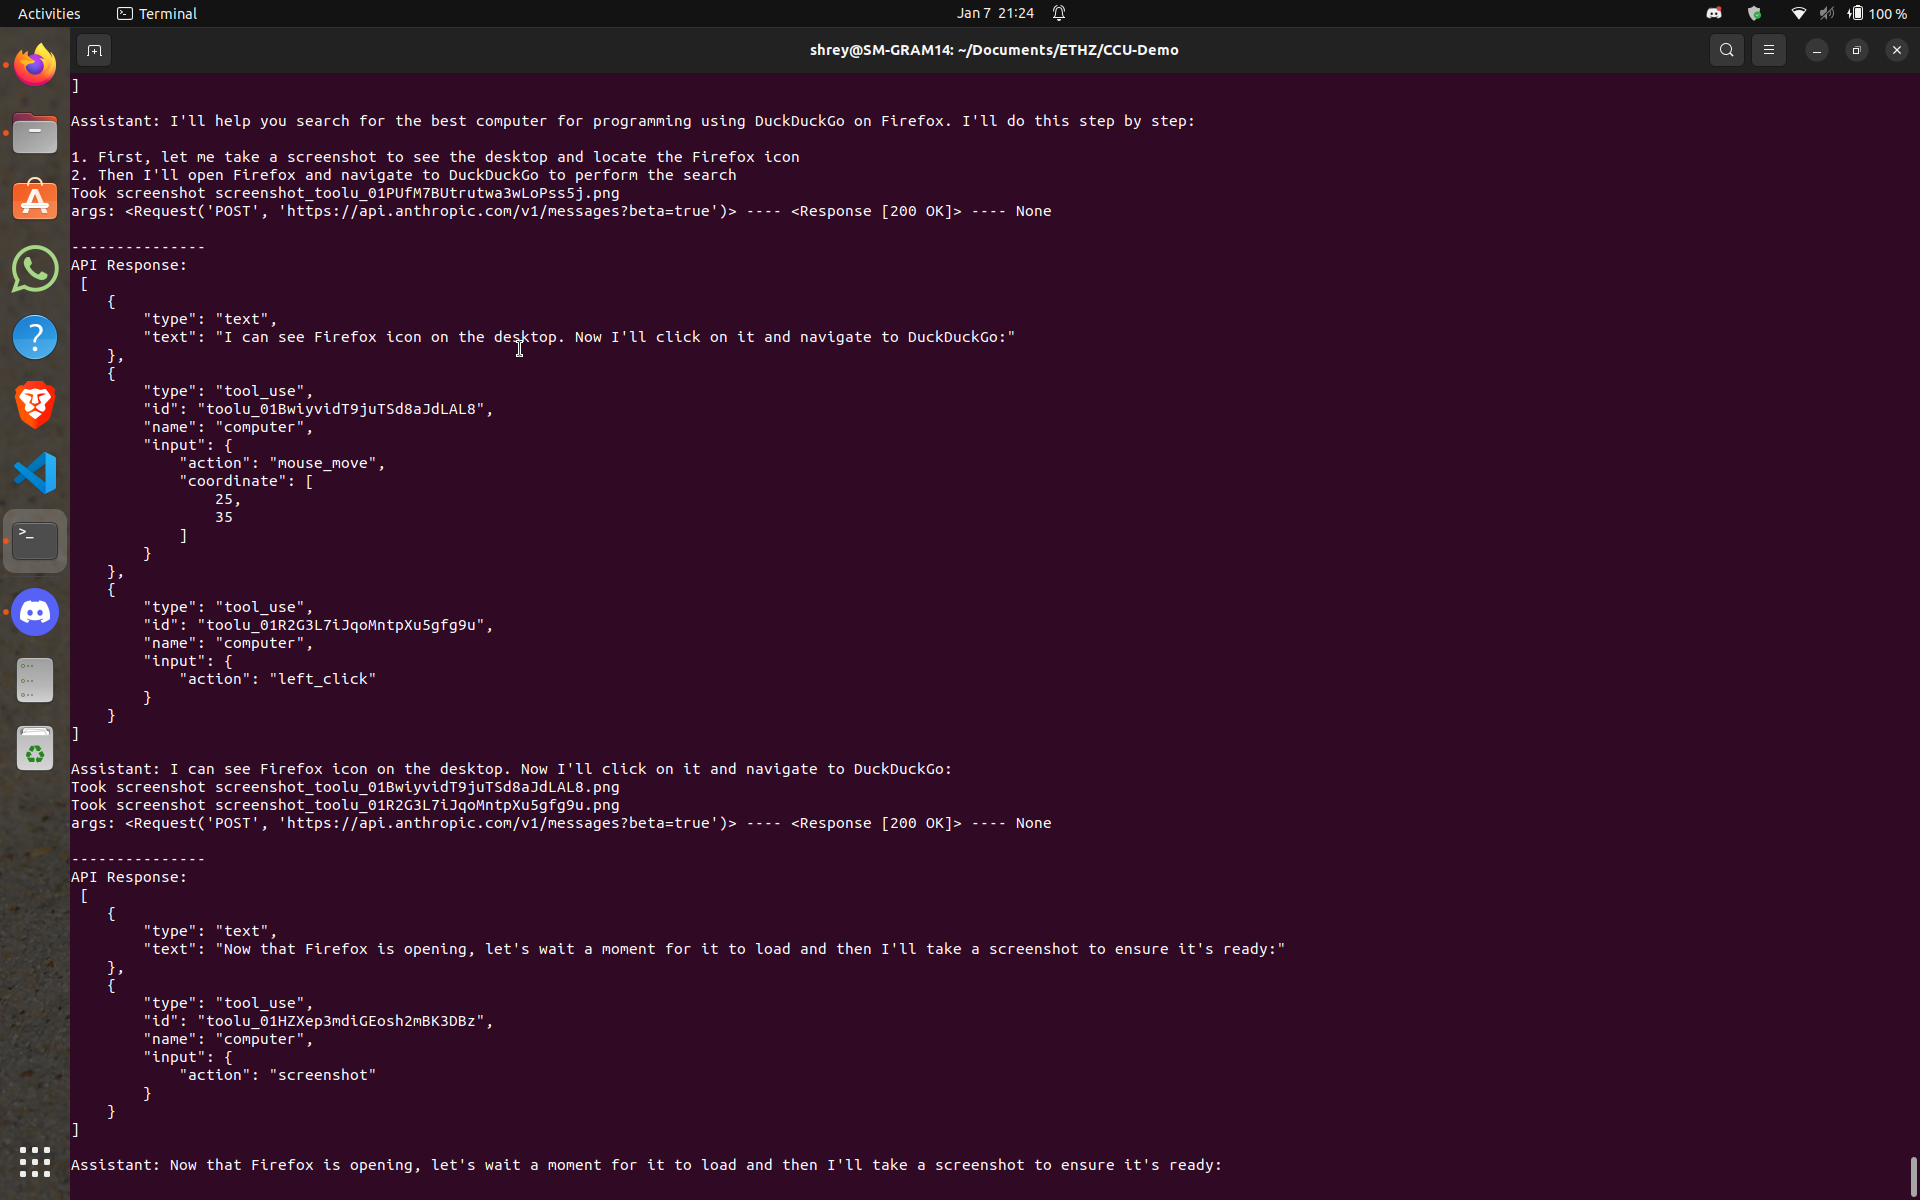 Activities
Terminal
Jan 7 21:24
100 %
shrey@SM-GRAM14: ~/Documents/ETHZ/CCU-Demo
]
Assistant: I'll help you search for the best computer for programming using DuckDuckGo on Firefox. I'll do this step by step:
1. First, let me take a screenshot to see the desktop and locate the Firefox icon
2. Then I'll open Firefox and navigate to DuckDuckGo to perform the search
Took screenshot screenshot_toolu_01PUfM7BUtrutwa3wLoPss5j.png
args: <Request('POST', 'https://api.anthropic.com/v1/messages?beta=true')> ---- <Response [200 OK]> ---- None
---------------
API Response:
[
{
"type": "text",
"text": "I can see Firefox icon on the desktop. Now I'll click on it and navigate to DuckDuckGo:"
},
{
"type": "tool_use",
"id": "toolu_01BwiyvidT9juTSd8aJdLAL8",
"name": "computer",
"input": {
"action": "mouse_move",
"coordinate": [
25,
35
]
}
},
{
"type": "tool_use",
"id": "toolu_01R2G3L7iJqoMntpXu5gfg9u",
"name": "computer",
"input": {
"action": "left_click"
}
}
]
Assistant: I can see Firefox icon on the desktop. Now I'll click on it and navigate to DuckDuckGo:
Took screenshot screenshot_toolu_01BwiyvidT9juTSd8aJdLAL8.png
Took screenshot screenshot_toolu_01R2G3L7iJqoMntpXu5gfg9u.png
args: <Request('POST', 'https://api.anthropic.com/v1/messages?beta=true')> ---- <Response [200 OK]> ---- None
---------------
API Response:
[
{
"type": "text",
"text": "Now that Firefox is opening, let's wait a moment for it to load and then I'll take a screenshot to ensure it's ready:"
},
{
"type": "tool_use",
"id": "toolu_01HZXep3mdiGEosh2mBK3DBz",
"name": "computer",
"input": {
"action": "screenshot"
}
}
]
Assistant: Now that Firefox is opening, let's wait a moment for it to load and then I'll take a screenshot to ensure it's ready: